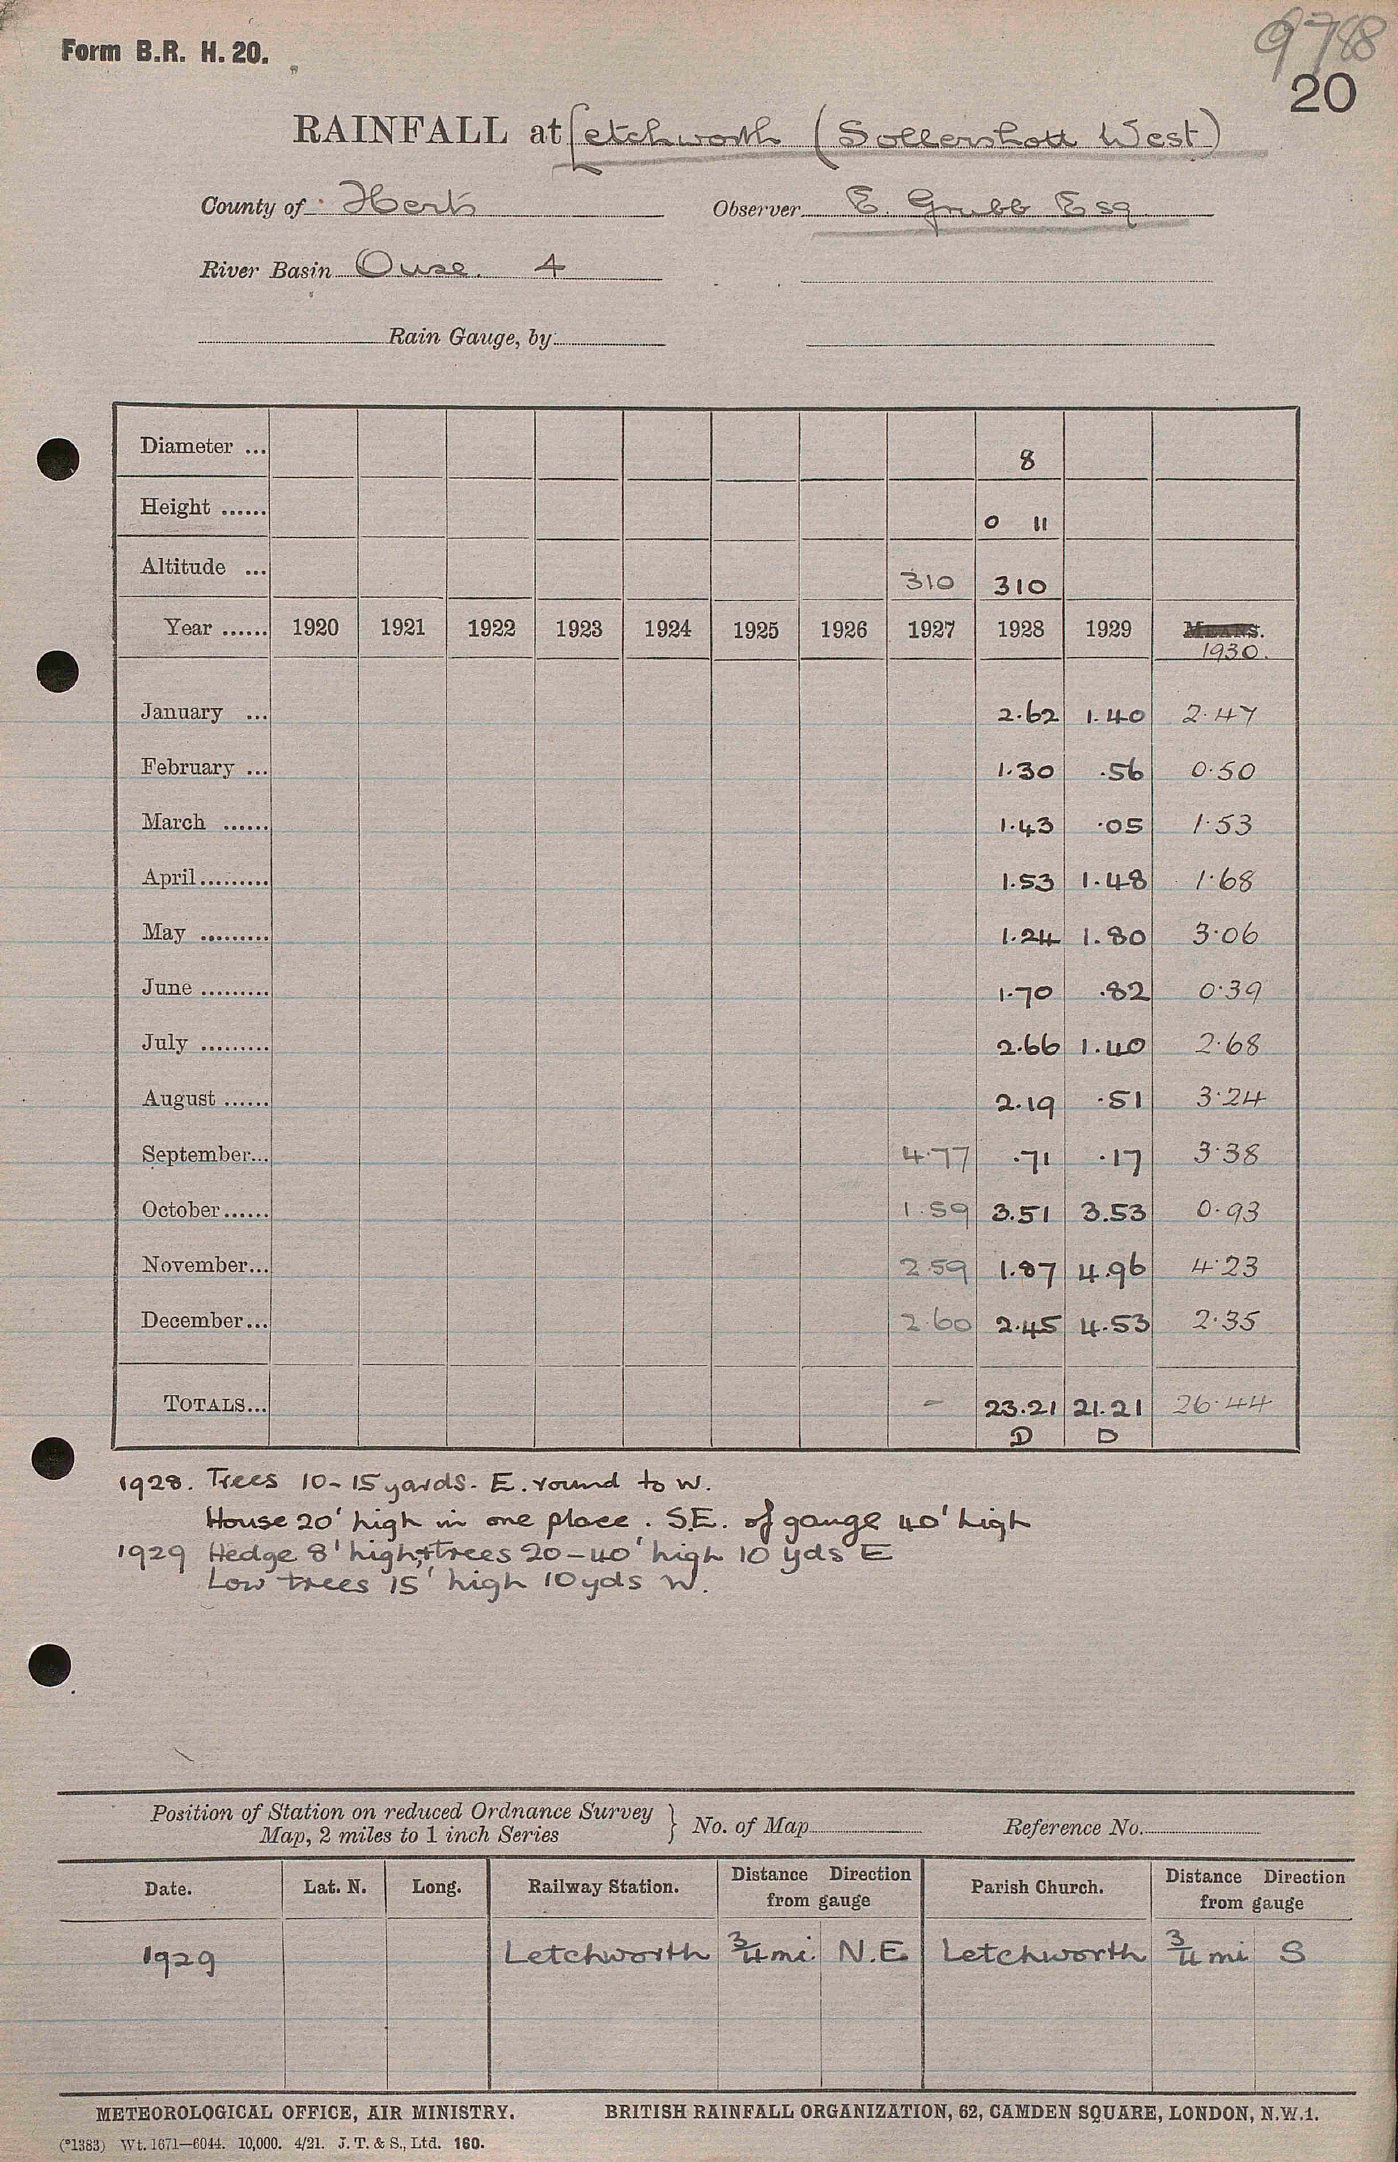 Form B.R. H. 20.
9788
20
RAINFALL at Letchworth (Sollershott West)
County of Herts Observer E. Grubb Esq
River Basin Ouse. 4
Rain Gauge, by
Diameter ... 8
Height ...... 0 11
Altitude ... 310 310
Year ...... 1920 1921 1922 1923 1924 1925 1926 1927 1928 1929 MEANS.
1930.
January ... 2.62 1.40 2.47
February ... 1.30 .56 0.50
March ...... 1.43 .05 1.53
April ......... 1.53 1.48 1.68
May ......... 1.24 1.80 3.06
June ......... 1.70 .82 0.39
July ......... 2.66 1.40 2.68
August ...... 2.19 .51 3.24
September... 4.77 .71 .17 3.38
October...... 1.59 3.51 3.53 0.93
November... 2.59 1.87 4.96 4.23
December... 2.60 2.45 4.53 2.35
TOTALS... - 23.21 21.21 26.44
D D
1928. Trees 10-15 yards. E. round to W.
House 20' high in one place. S.E. of gauge 40' high
1929 Hedge 8' high, + trees 20-40' high 10 yds E
Low trees 15' high 10 yds W.
Position of Station on reduced Ordnance Survey
Map, 2 miles to 1 inch Series } No. of Map Reference No.
Date. Lat. N. Long. Railway Station. Distance Direction from gauge Parish Church. Distance Direction from gauge
1929 Letchworth 3/4 mi N.E. Letchworth 3/4 mi S
METEOROLOGICAL OFFICE, AIR MINISTRY. BRITISH RAINFALL ORGANIZATION, 62, CAMDEN SQUARE, LONDON, N.W.1.
(*1383) Wt. 1671—6044. 10,000. 4/21. J. T. & S., Ltd. 160.